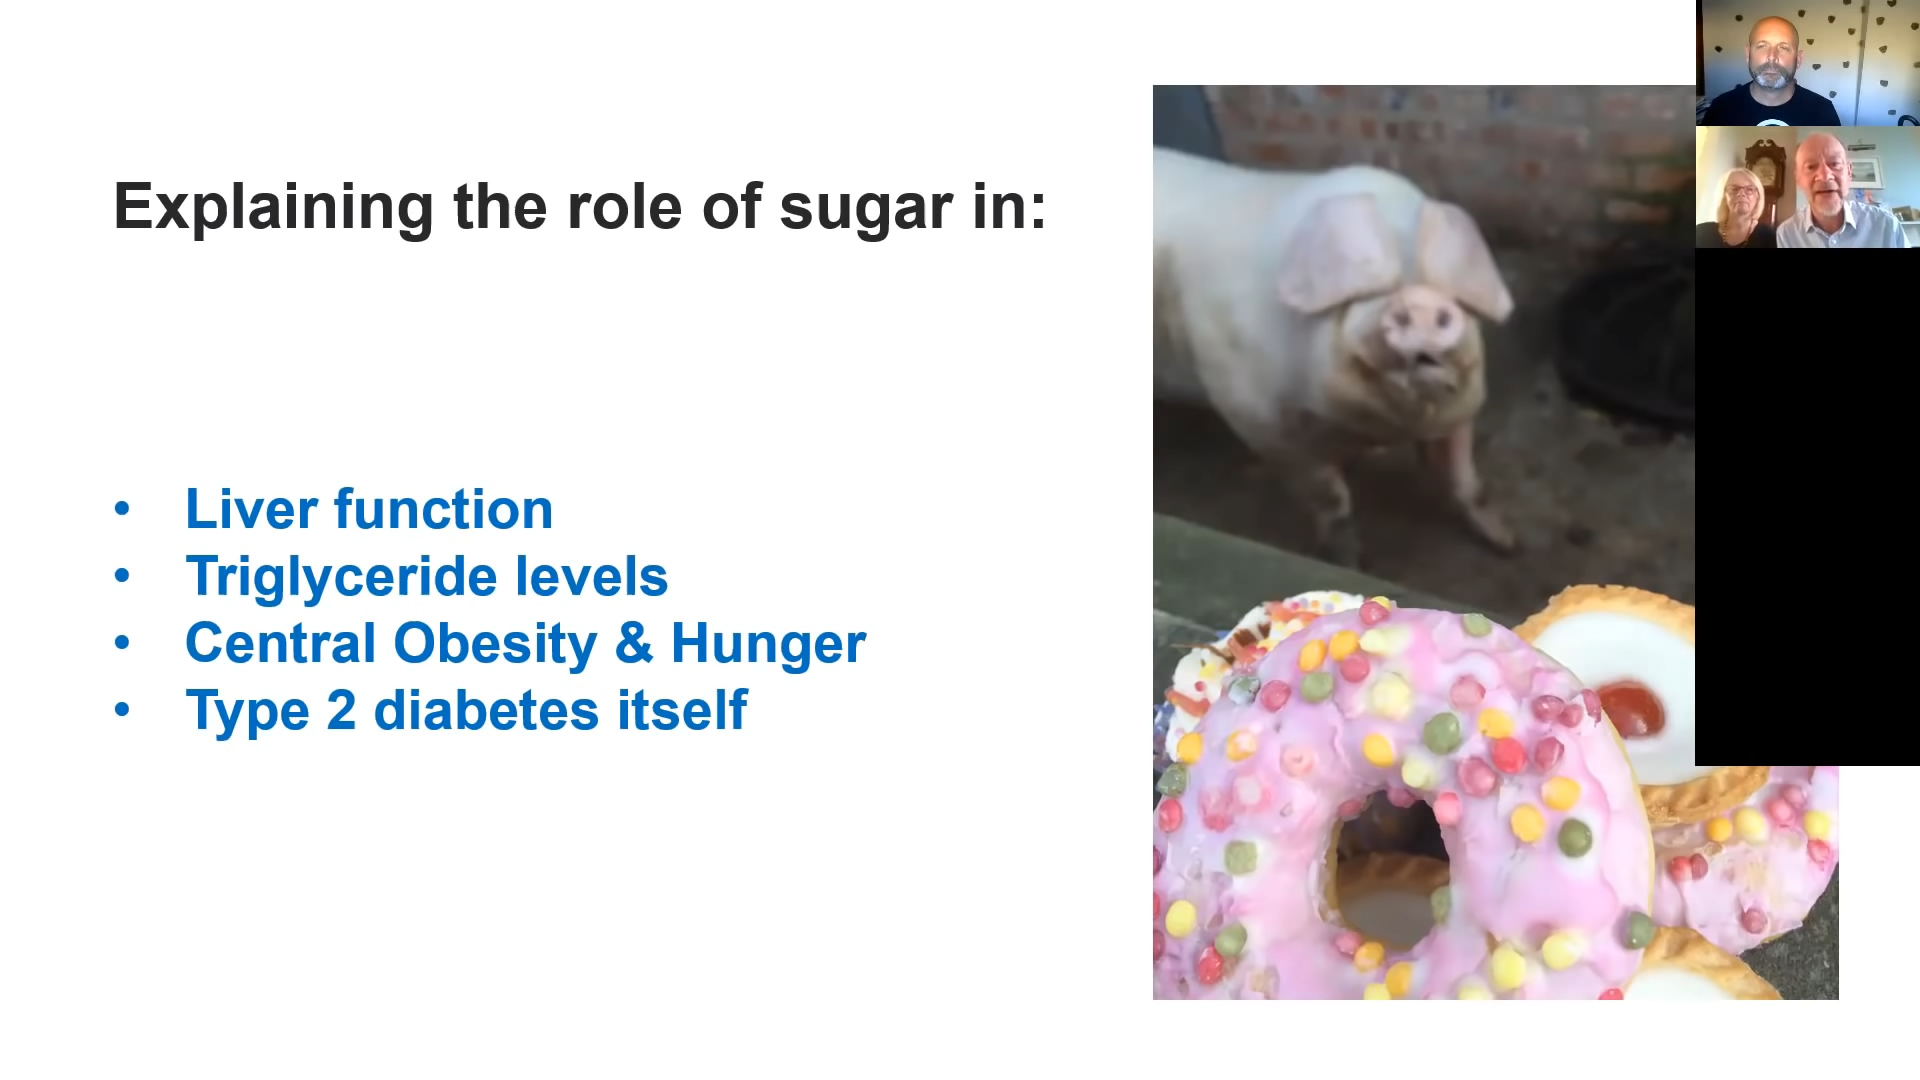 Explaining the role of sugar in:
• Liver function
• Triglyceride levels
• Central Obesity & Hunger
• Type 2 diabetes itself